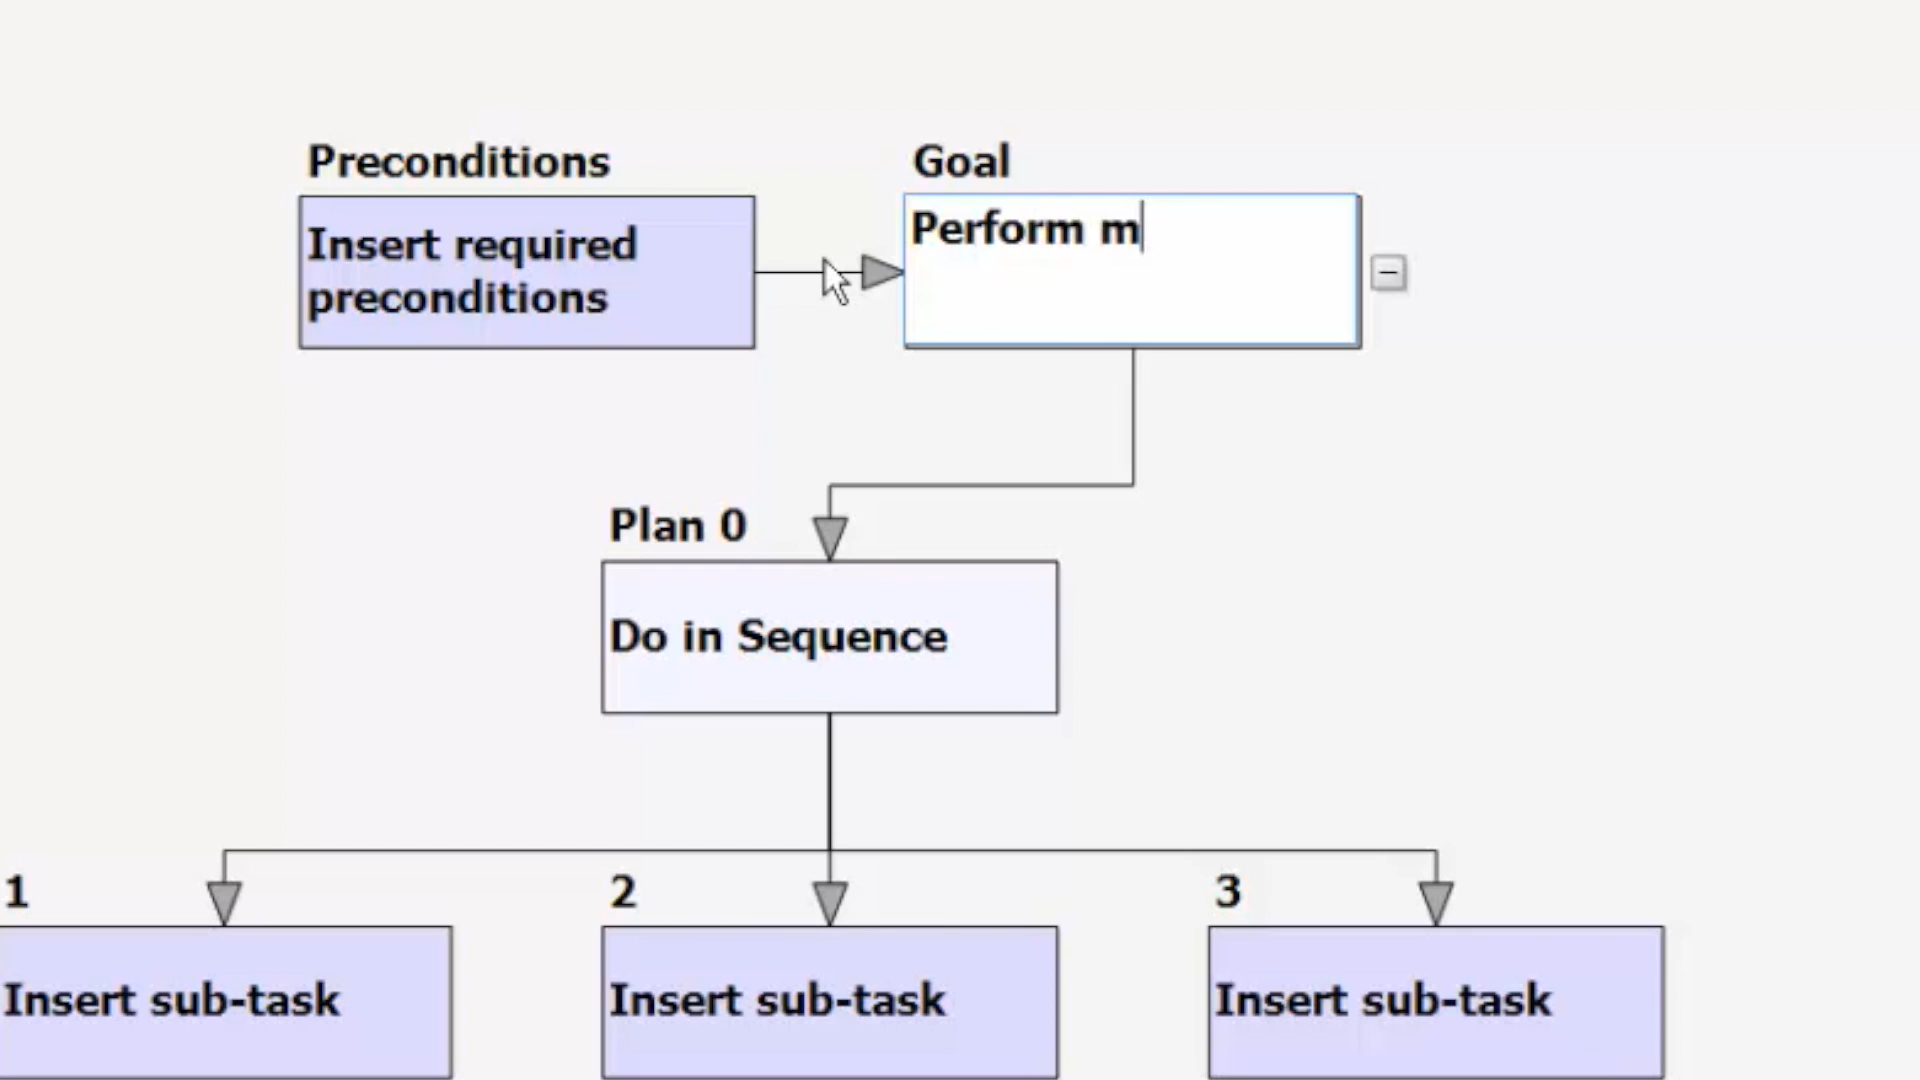 Preconditions
Goal
Insert required
preconditions
Perform m
Plan 0
Do in Sequence
1
2
3
Insert sub-task
Insert sub-task
Insert sub-task